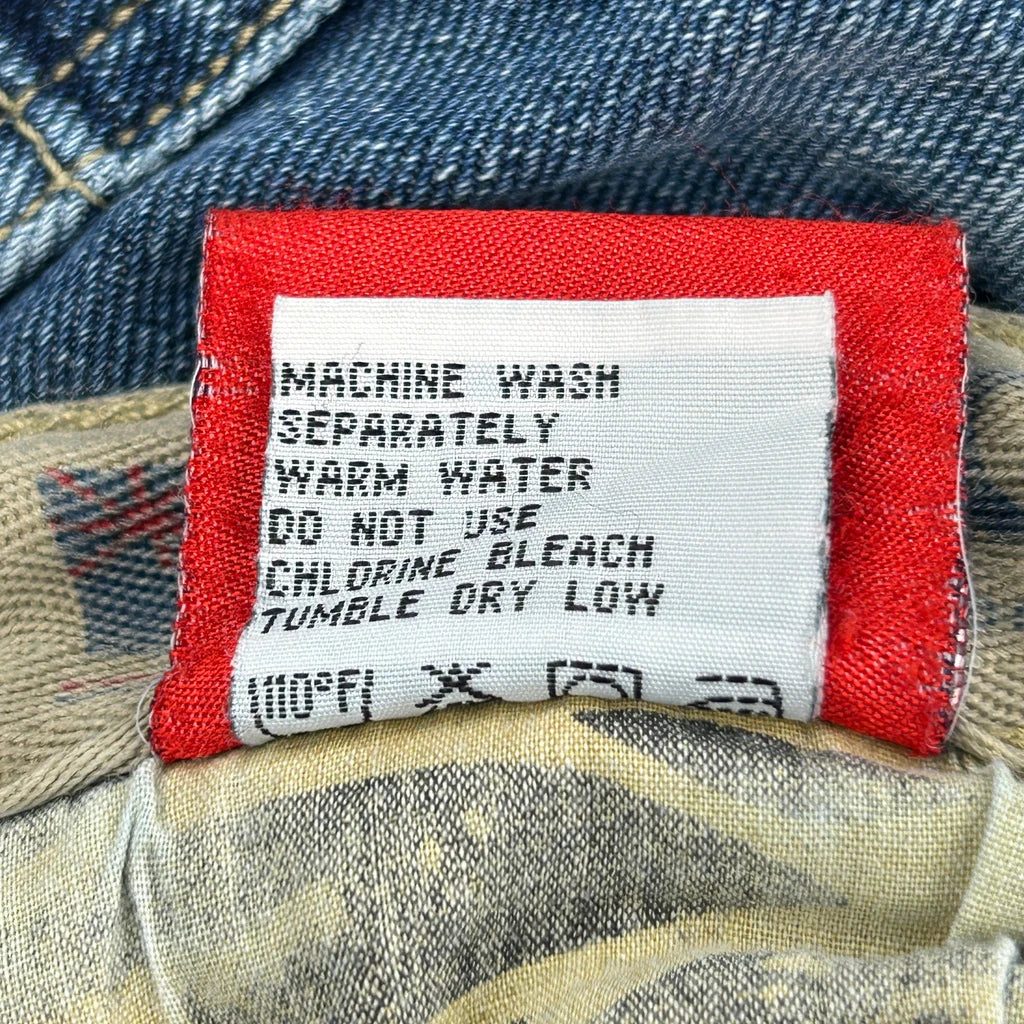 MACHINE WASH
SEPARATELY
WARM WATER
DO NOT USE
CHLORINE BLEACH
TUMBLE DRY LOW
110°F